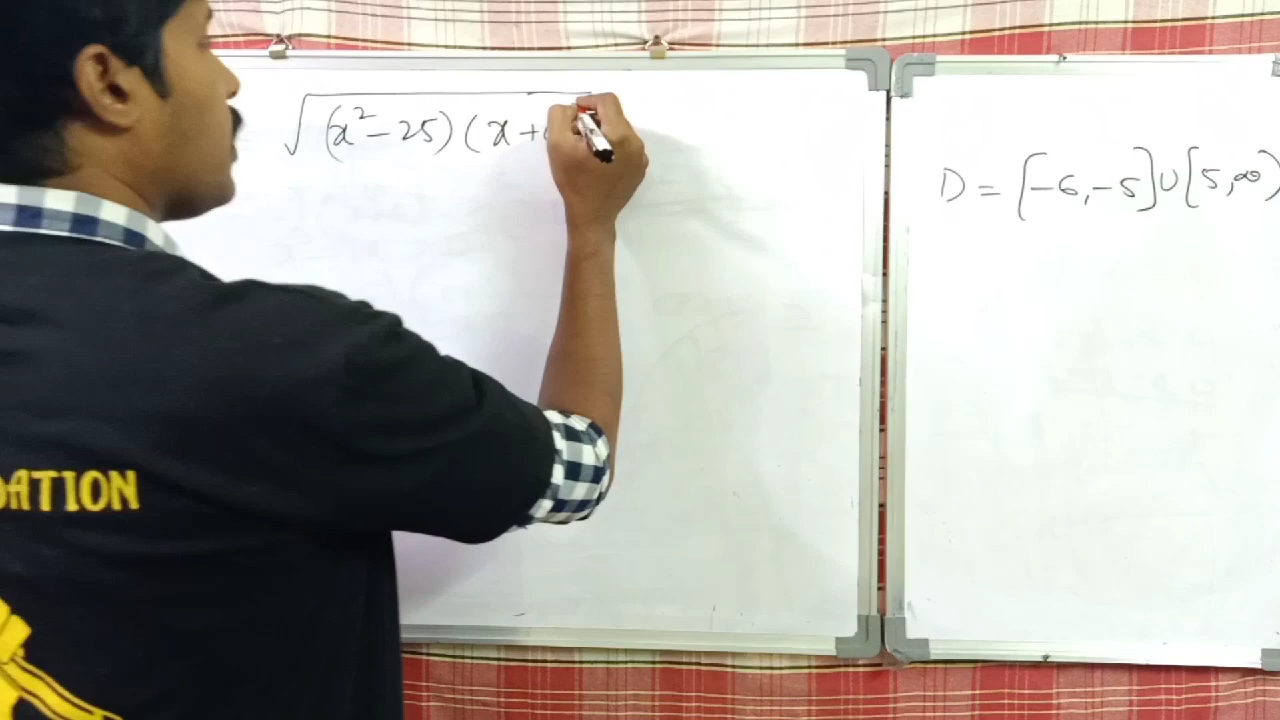 √(x²-25)(x+
D = [-6,-5]∪[5,∞)
DATION